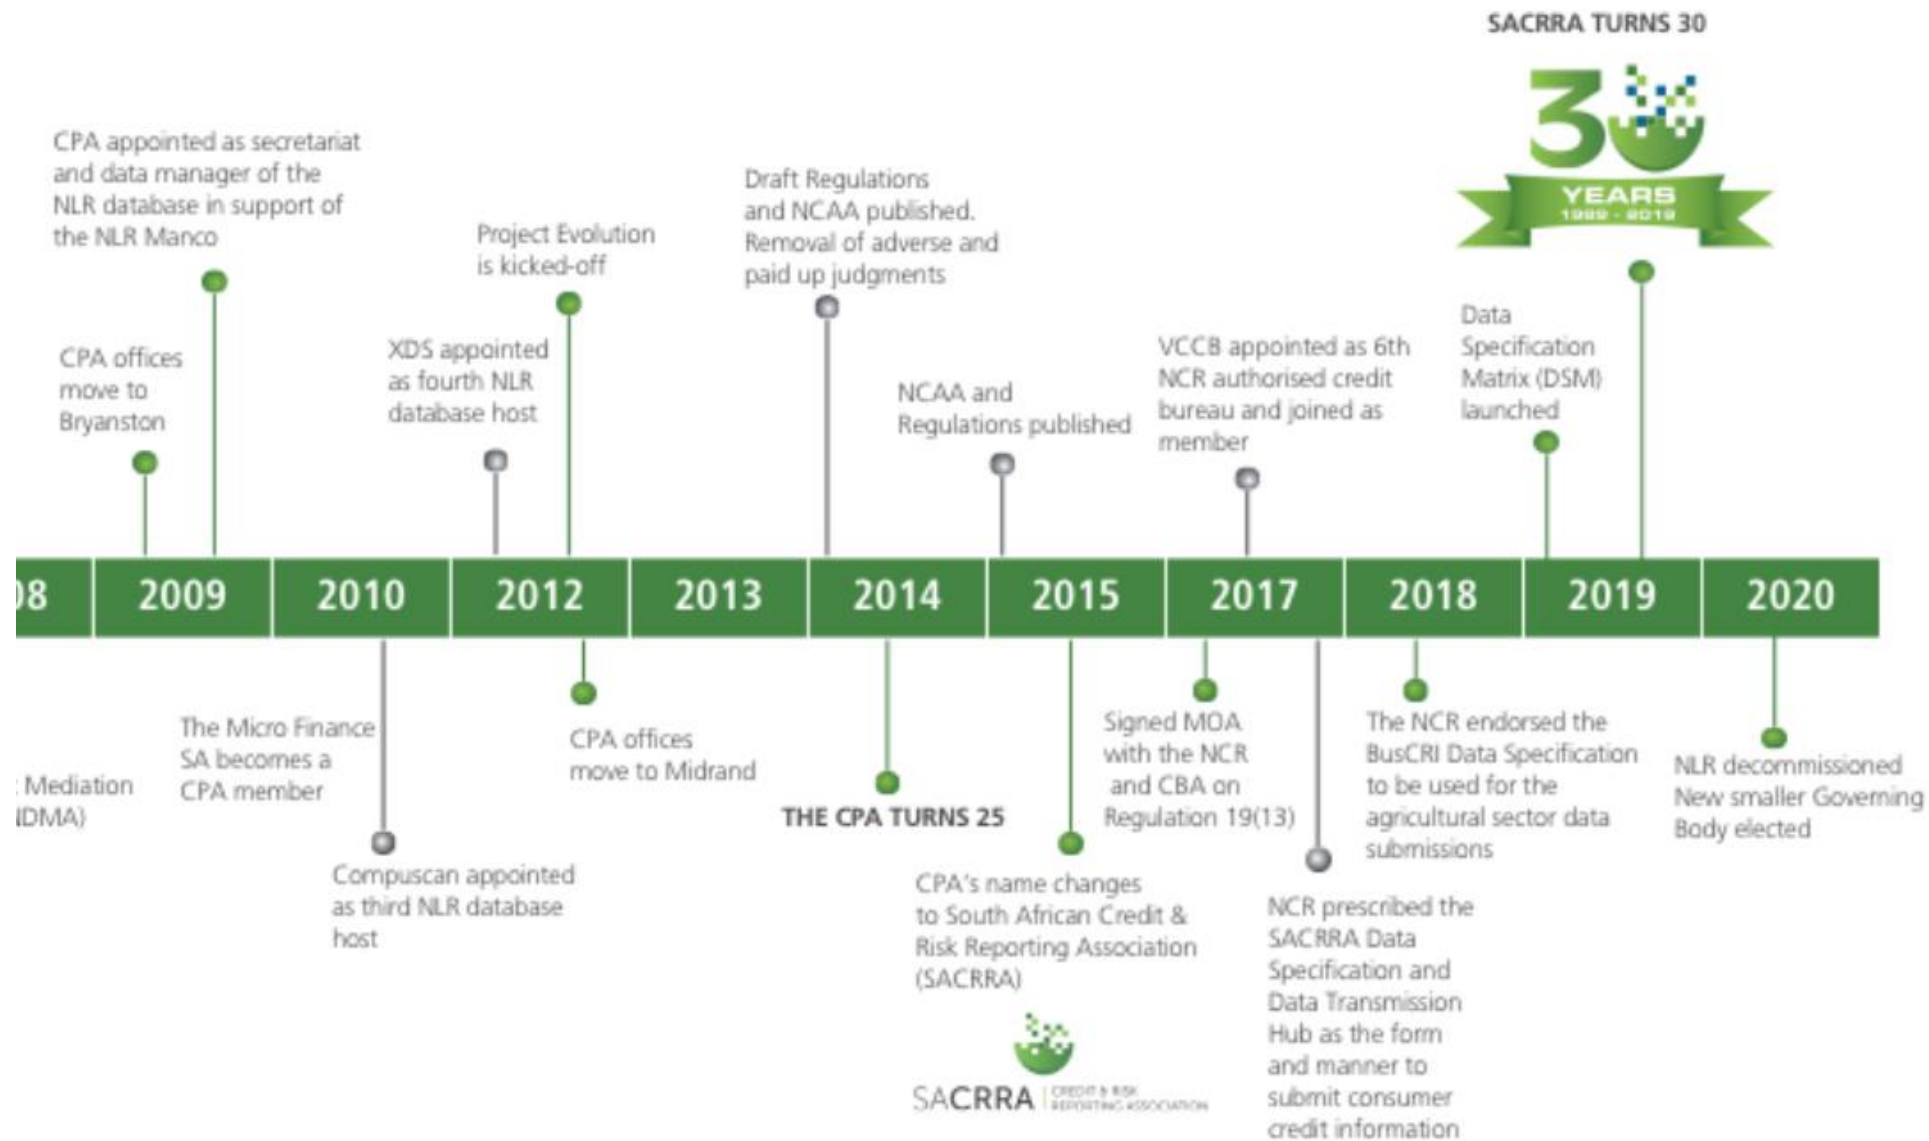 SACRRA TURNS 30
30
YEARS
1989 - 2019
CPA appointed as secretariat
and data manager of the
NLR database in support of
the NLR Manco
CPA offices
move to
Bryanston
XDS appointed
as fourth NLR
database host
Project Evolution
is kicked-off
Draft Regulations
and NCAA published.
Removal of adverse and
paid up judgments
NCAA and
Regulations published
VCCB appointed as 6th
NCR authorised credit
bureau and joined as
member
Data
Specification
Matrix (DSM)
launched
08
2009
2010
2012
2013
2014
2015
2017
2018
2019
2020
Mediation
DMA)
The Micro Finance
SA becomes a
CPA member
Compuscan appointed
as third NLR database
host
CPA offices
move to Midrand
THE CPA TURNS 25
CPA's name changes
to South African Credit &
Risk Reporting Association
(SACRRA)
SACRRA
CREDIT & RISK
REPORTING ASSOCIATION
Signed MOA
with the NCR
and CBA on
Regulation 19(13)
NCR prescribed the
SACRRA Data
Specification and
Data Transmission
Hub as the form
and manner to
submit consumer
credit information
The NCR endorsed the
BusCRI Data Specification
to be used for the
agricultural sector data
submissions
NLR decommissioned
New smaller Governing
Body elected